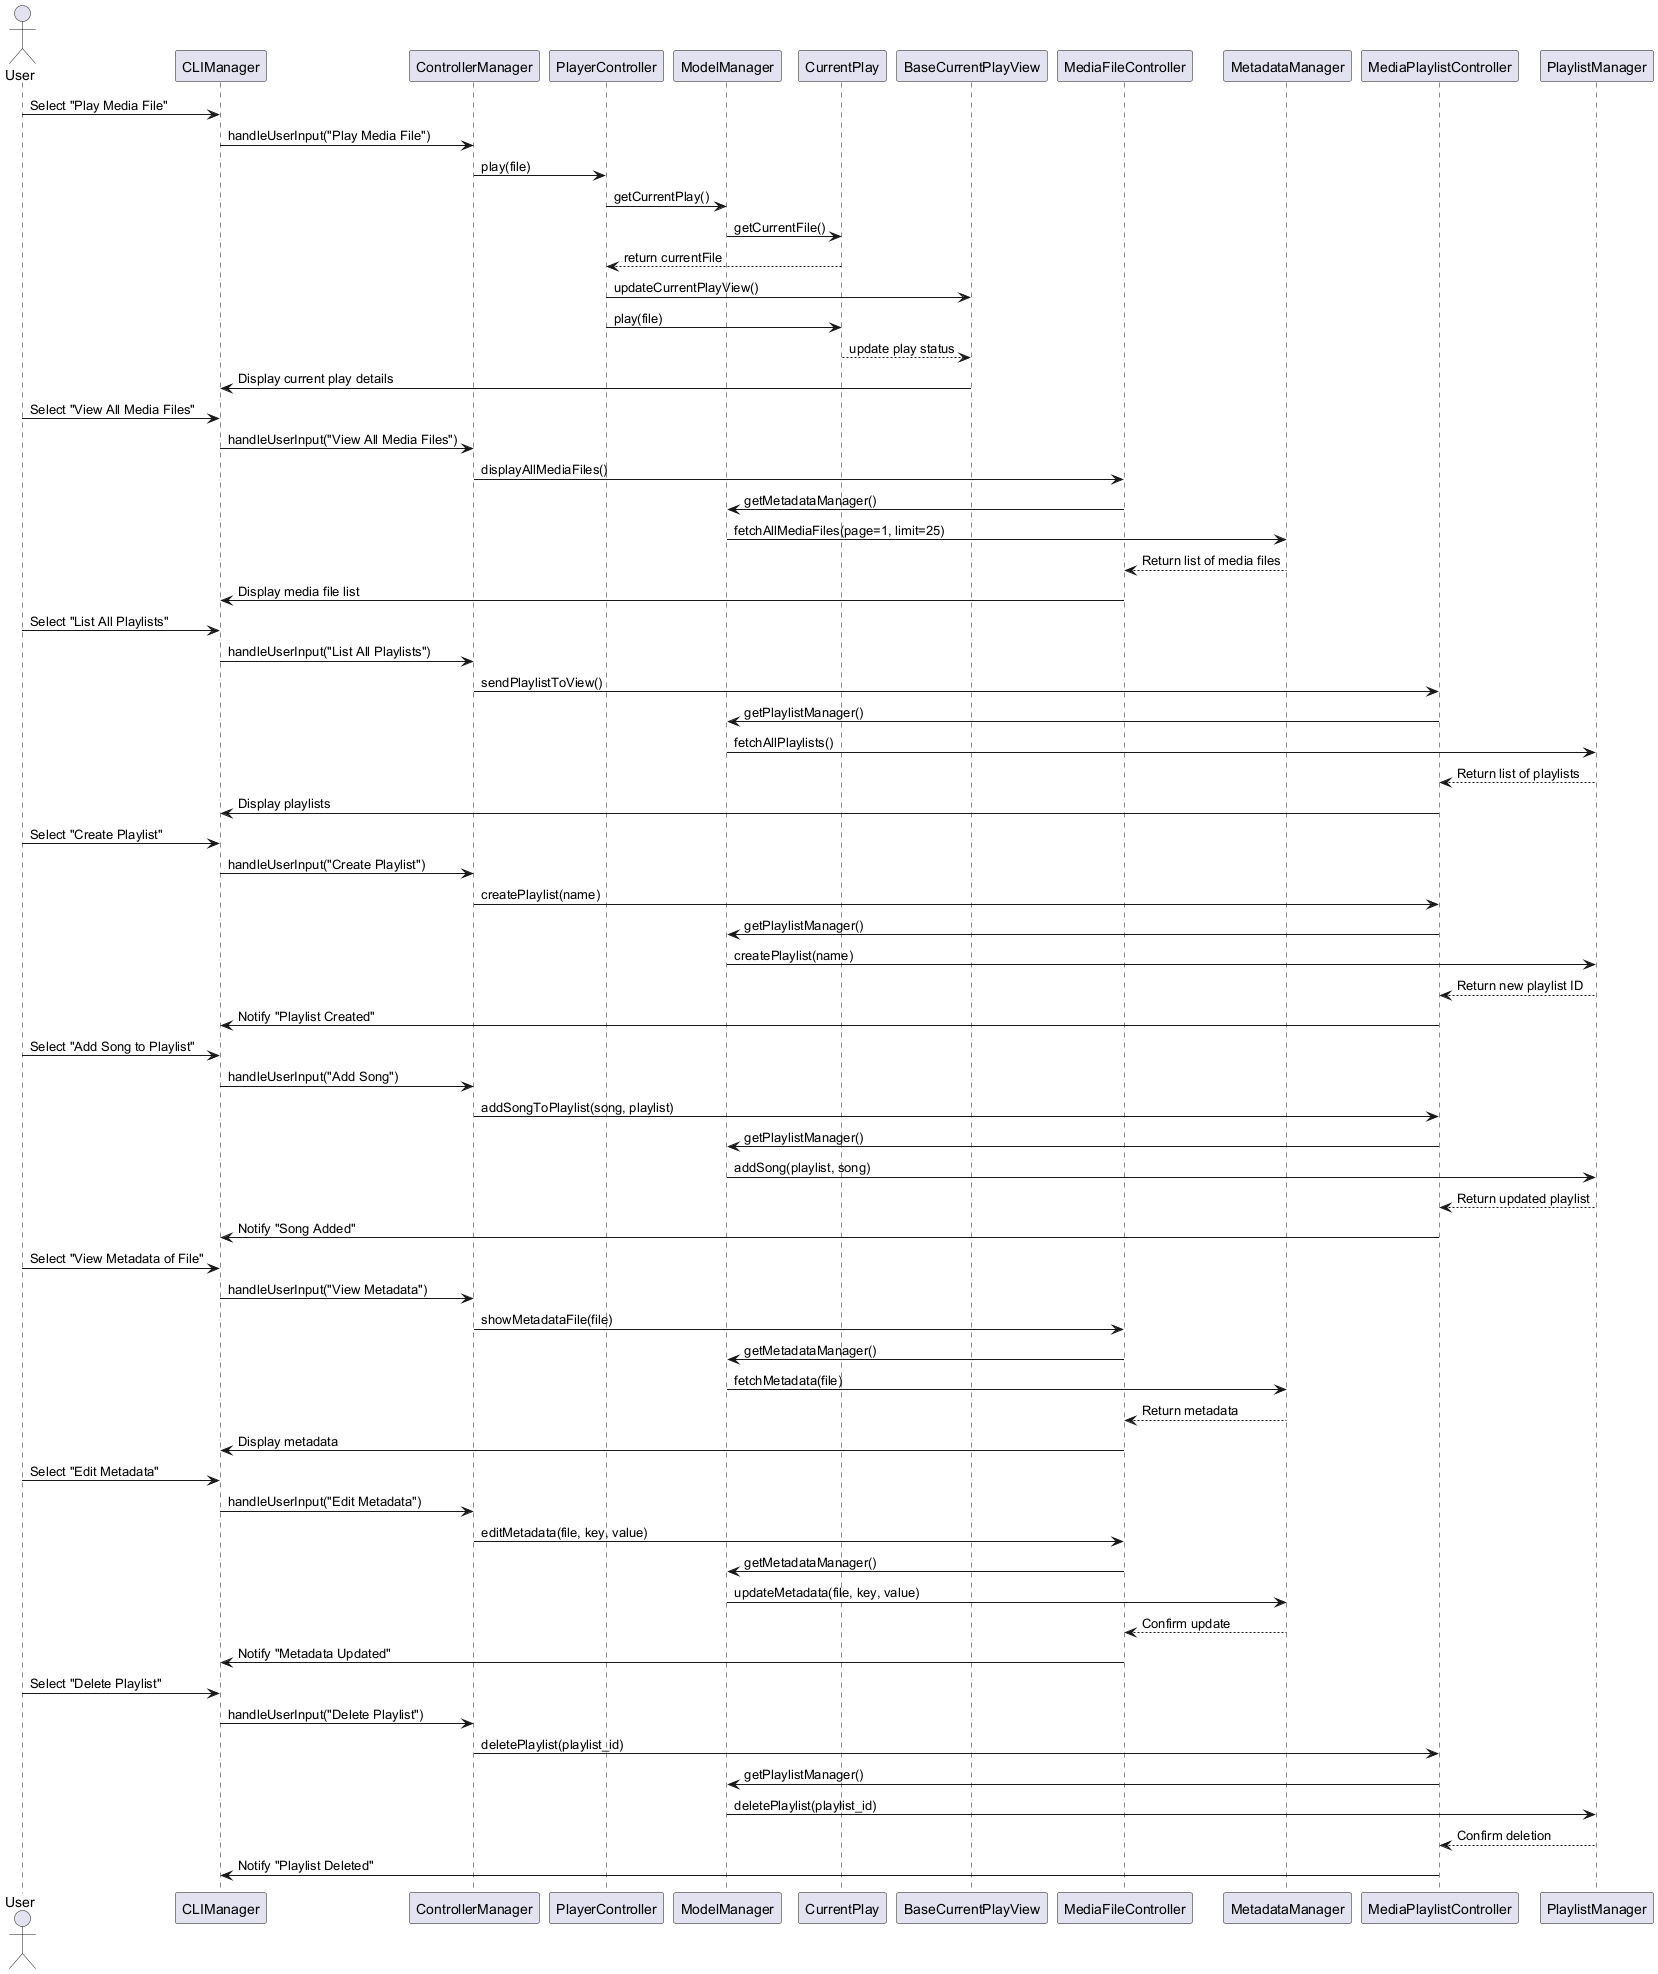 User
CLIManager
ControllerManager
PlayerController
ModelManager
CurrentPlay
BaseCurrentPlayView
MediaFileController
MetadataManager
MediaPlaylistController
PlaylistManager
Select "Play Media File"
handleUserInput("Play Media File")
play(file)
getCurrentPlay()
getCurrentFile()
return currentFile
updateCurrentPlayView()
play(file)
update play status
Display current play details
Select "View All Media Files"
handleUserInput("View All Media Files")
displayAllMediaFiles()
getMetadataManager()
fetchAllMediaFiles(page=1, limit=25)
Return list of media files
Display media file list
Select "List All Playlists"
handleUserInput("List All Playlists")
sendPlaylistToView()
getPlaylistManager()
fetchAllPlaylists()
Return list of playlists
Display playlists
Select "Create Playlist"
handleUserInput("Create Playlist")
createPlaylist(name)
getPlaylistManager()
createPlaylist(name)
Return new playlist ID
Notify "Playlist Created"
Select "Add Song to Playlist"
handleUserInput("Add Song")
addSongToPlaylist(song, playlist)
getPlaylistManager()
addSong(playlist, song)
Return updated playlist
Notify "Song Added"
Select "View Metadata of File"
handleUserInput("View Metadata")
showMetadataFile(file)
getMetadataManager()
fetchMetadata(file)
Return metadata
Display metadata
Select "Edit Metadata"
handleUserInput("Edit Metadata")
editMetadata(file, key, value)
getMetadataManager()
updateMetadata(file, key, value)
Confirm update
Notify "Metadata Updated"
Select "Delete Playlist"
handleUserInput("Delete Playlist")
deletePlaylist(playlist_id)
getPlaylistManager()
deletePlaylist(playlist_id)
Confirm deletion
Notify "Playlist Deleted"
User
CLIManager
ControllerManager
PlayerController
ModelManager
CurrentPlay
BaseCurrentPlayView
MediaFileController
MetadataManager
MediaPlaylistController
PlaylistManager